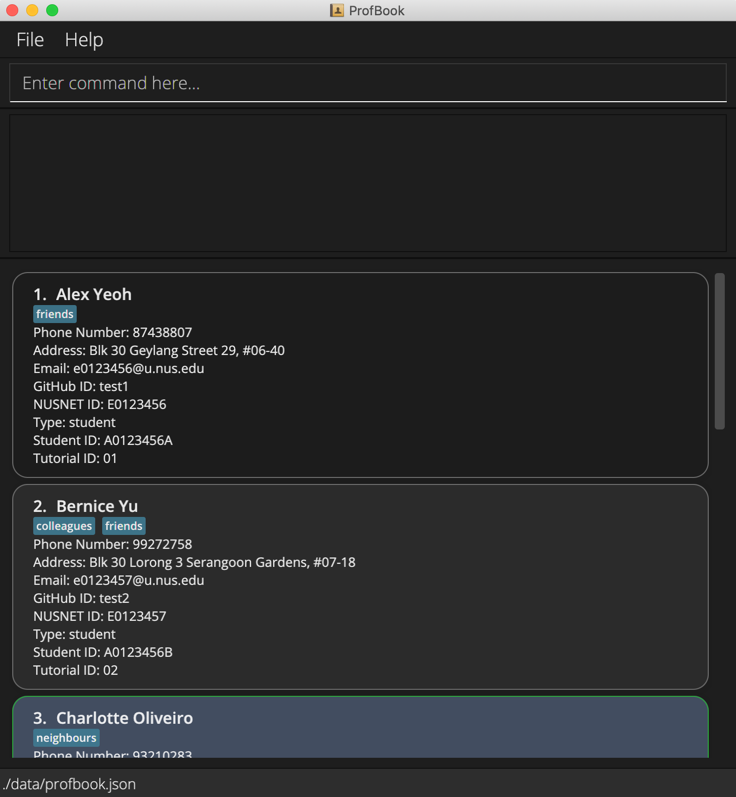 ProfBook
File Help
Enter command here...
1. Alex Yeoh
friends
Phone Number: 87438807
Address: Blk 30 Geylang Street 29, #06-40
Email: e0123456@u.nus.edu
GitHub ID: test1
NUSNET ID: E0123456
Type: student
Student ID: A0123456A
Tutorial ID: 01
2. Bernice Yu
colleagues friends
Phone Number: 99272758
Address: Blk 30 Lorong 3 Serangoon Gardens, #07-18
Email: e0123457@u.nus.edu
GitHub ID: test2
NUSNET ID: E0123457
Type: student
Student ID: A0123456B
Tutorial ID: 02
3. Charlotte Oliveiro
neighbours
Phone Number: 93210283
./data/profbook.json